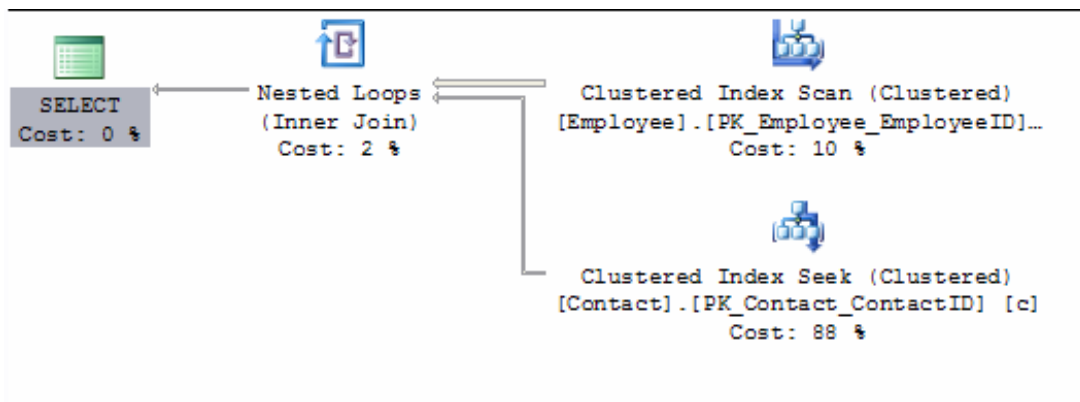 SELECT
Cost: 0 %
Nested Loops
(Inner Join)
Cost: 2 %
Clustered Index Scan (Clustered)
[Employee].[PK_Employee_EmployeeID]…
Cost: 10 %
Clustered Index Seek (Clustered)
[Contact].[PK_Contact_ContactID] [c]
Cost: 88 %